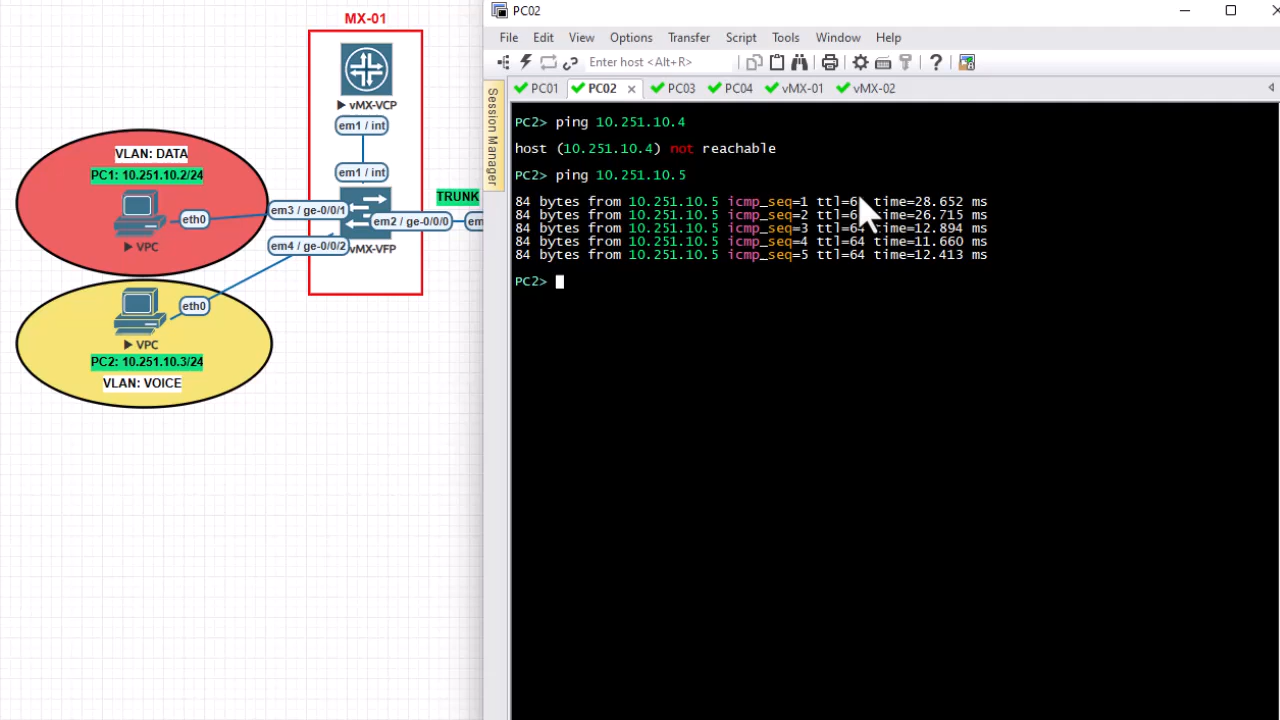 MX-01
vMX-VCP
em1 / int
em1 / int
VLAN: DATA
PC1: 10.251.10.2/24
eth0
VPC
em3 / ge-0/0/1
TRUNK
em2 / ge-0/0/0
em
em4 / ge-0/0/2
vMX-VFP
eth0
VPC
PC2: 10.251.10.3/24
VLAN: VOICE
PC02
File Edit View Options Transfer Script Tools Window Help
Enter host <Alt+R>
Session Manager
PC01 PC02 PC03 PC04 vMX-01 vMX-02
PC2> ping 10.251.10.4
host (10.251.10.4) not reachable
PC2> ping 10.251.10.5
84 bytes from 10.251.10.5 icmp_seq=1 ttl=6 time=28.652 ms
84 bytes from 10.251.10.5 icmp_seq=2 ttl=6 time=26.715 ms
84 bytes from 10.251.10.5 icmp_seq=3 ttl=64 time=12.894 ms
84 bytes from 10.251.10.5 icmp_seq=4 ttl=64 time=11.660 ms
84 bytes from 10.251.10.5 icmp_seq=5 ttl=64 time=12.413 ms
PC2>